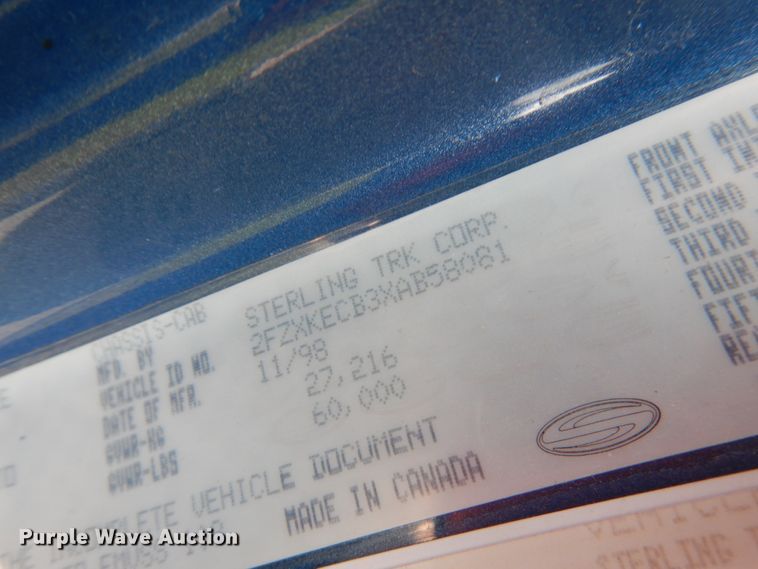 CHASSIS-CAB
MFD. BY STERLING TRK CORP.
VEHICLE ID NO. 2FZXKECB3XAB58081
DATE OF MFR. 11/98
GVWR-KG 27,216
GVWR-LBS 60,000
VEHICLE DOCUMENT
MADE IN CANADA
FRONT AXLE
FIRST INT
SECOND
THIRD
FOURT
FIFT
REA
STERLING
Purple Wave Auction